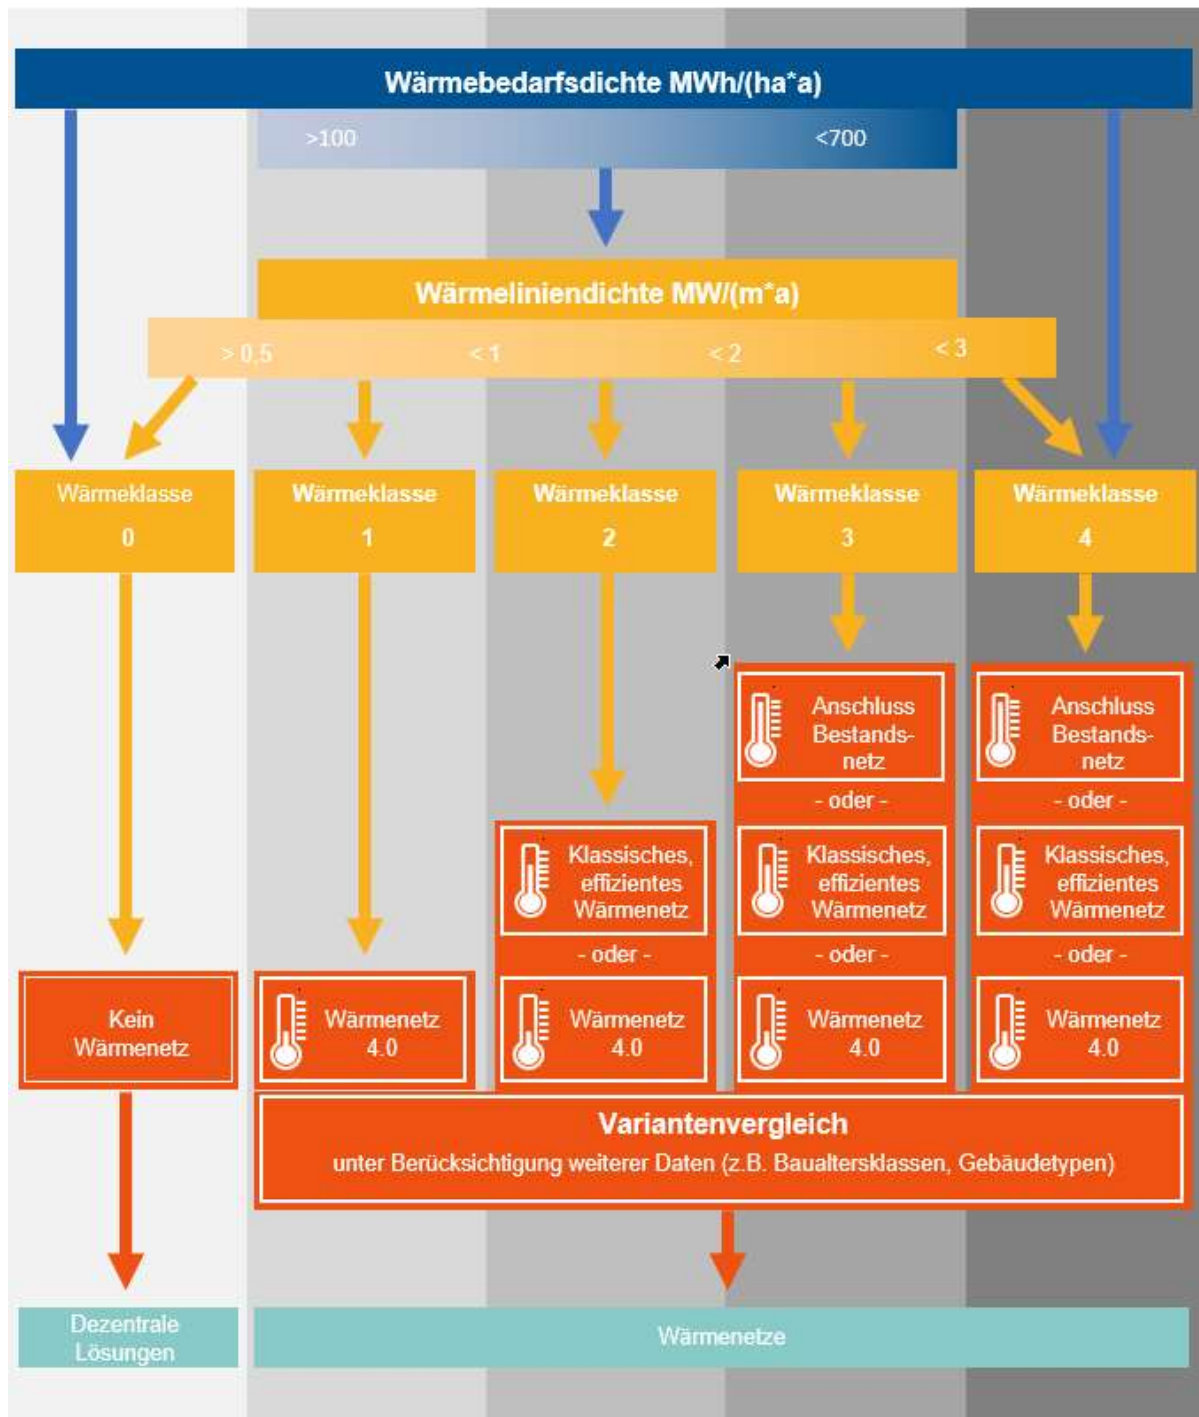 Wärmebedarfsdichte MWh/(ha*a)
>100 <700
Wärmeliniendichte MW/(m*a)
> 0,5 < 1 < 2 < 3
Wärmeklasse
0
Wärmeklasse
1
Wärmeklasse
2
Wärmeklasse
3
Wärmeklasse
4
Kein
Wärmenetz
Wärmenetz
4.0
Klassisches,
effizientes
Wärmenetz
- oder -
Wärmenetz
4.0
Anschluss
Bestands-
netz
- oder -
Klassisches,
effizientes
Wärmenetz
- oder -
Wärmenetz
4.0
Anschluss
Bestands-
netz
- oder -
Klassisches,
effizientes
Wärmenetz
- oder -
Wärmenetz
4.0
Variantenvergleich
unter Berücksichtigung weiterer Daten (z.B. Baualtersklassen, Gebäudetypen)
Dezentrale
Lösungen
Wärmenetze